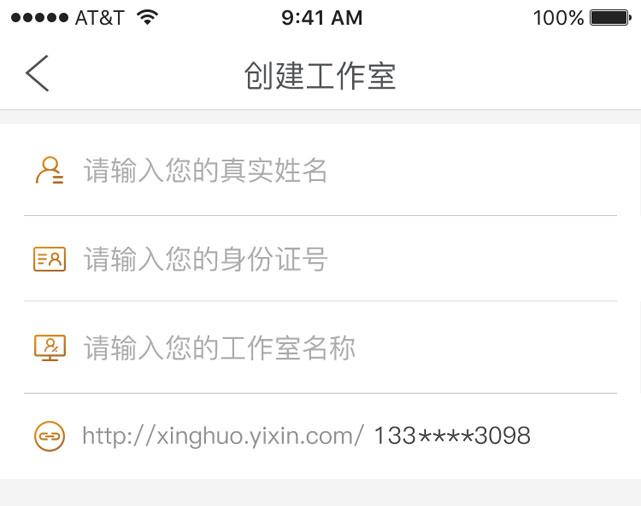 AT&T 9:41 AM 100%
创建工作室
请输入您的真实姓名
请输入您的身份证号
请输入您的工作室名称
http://xinghuo.yixin.com/ 133****3098